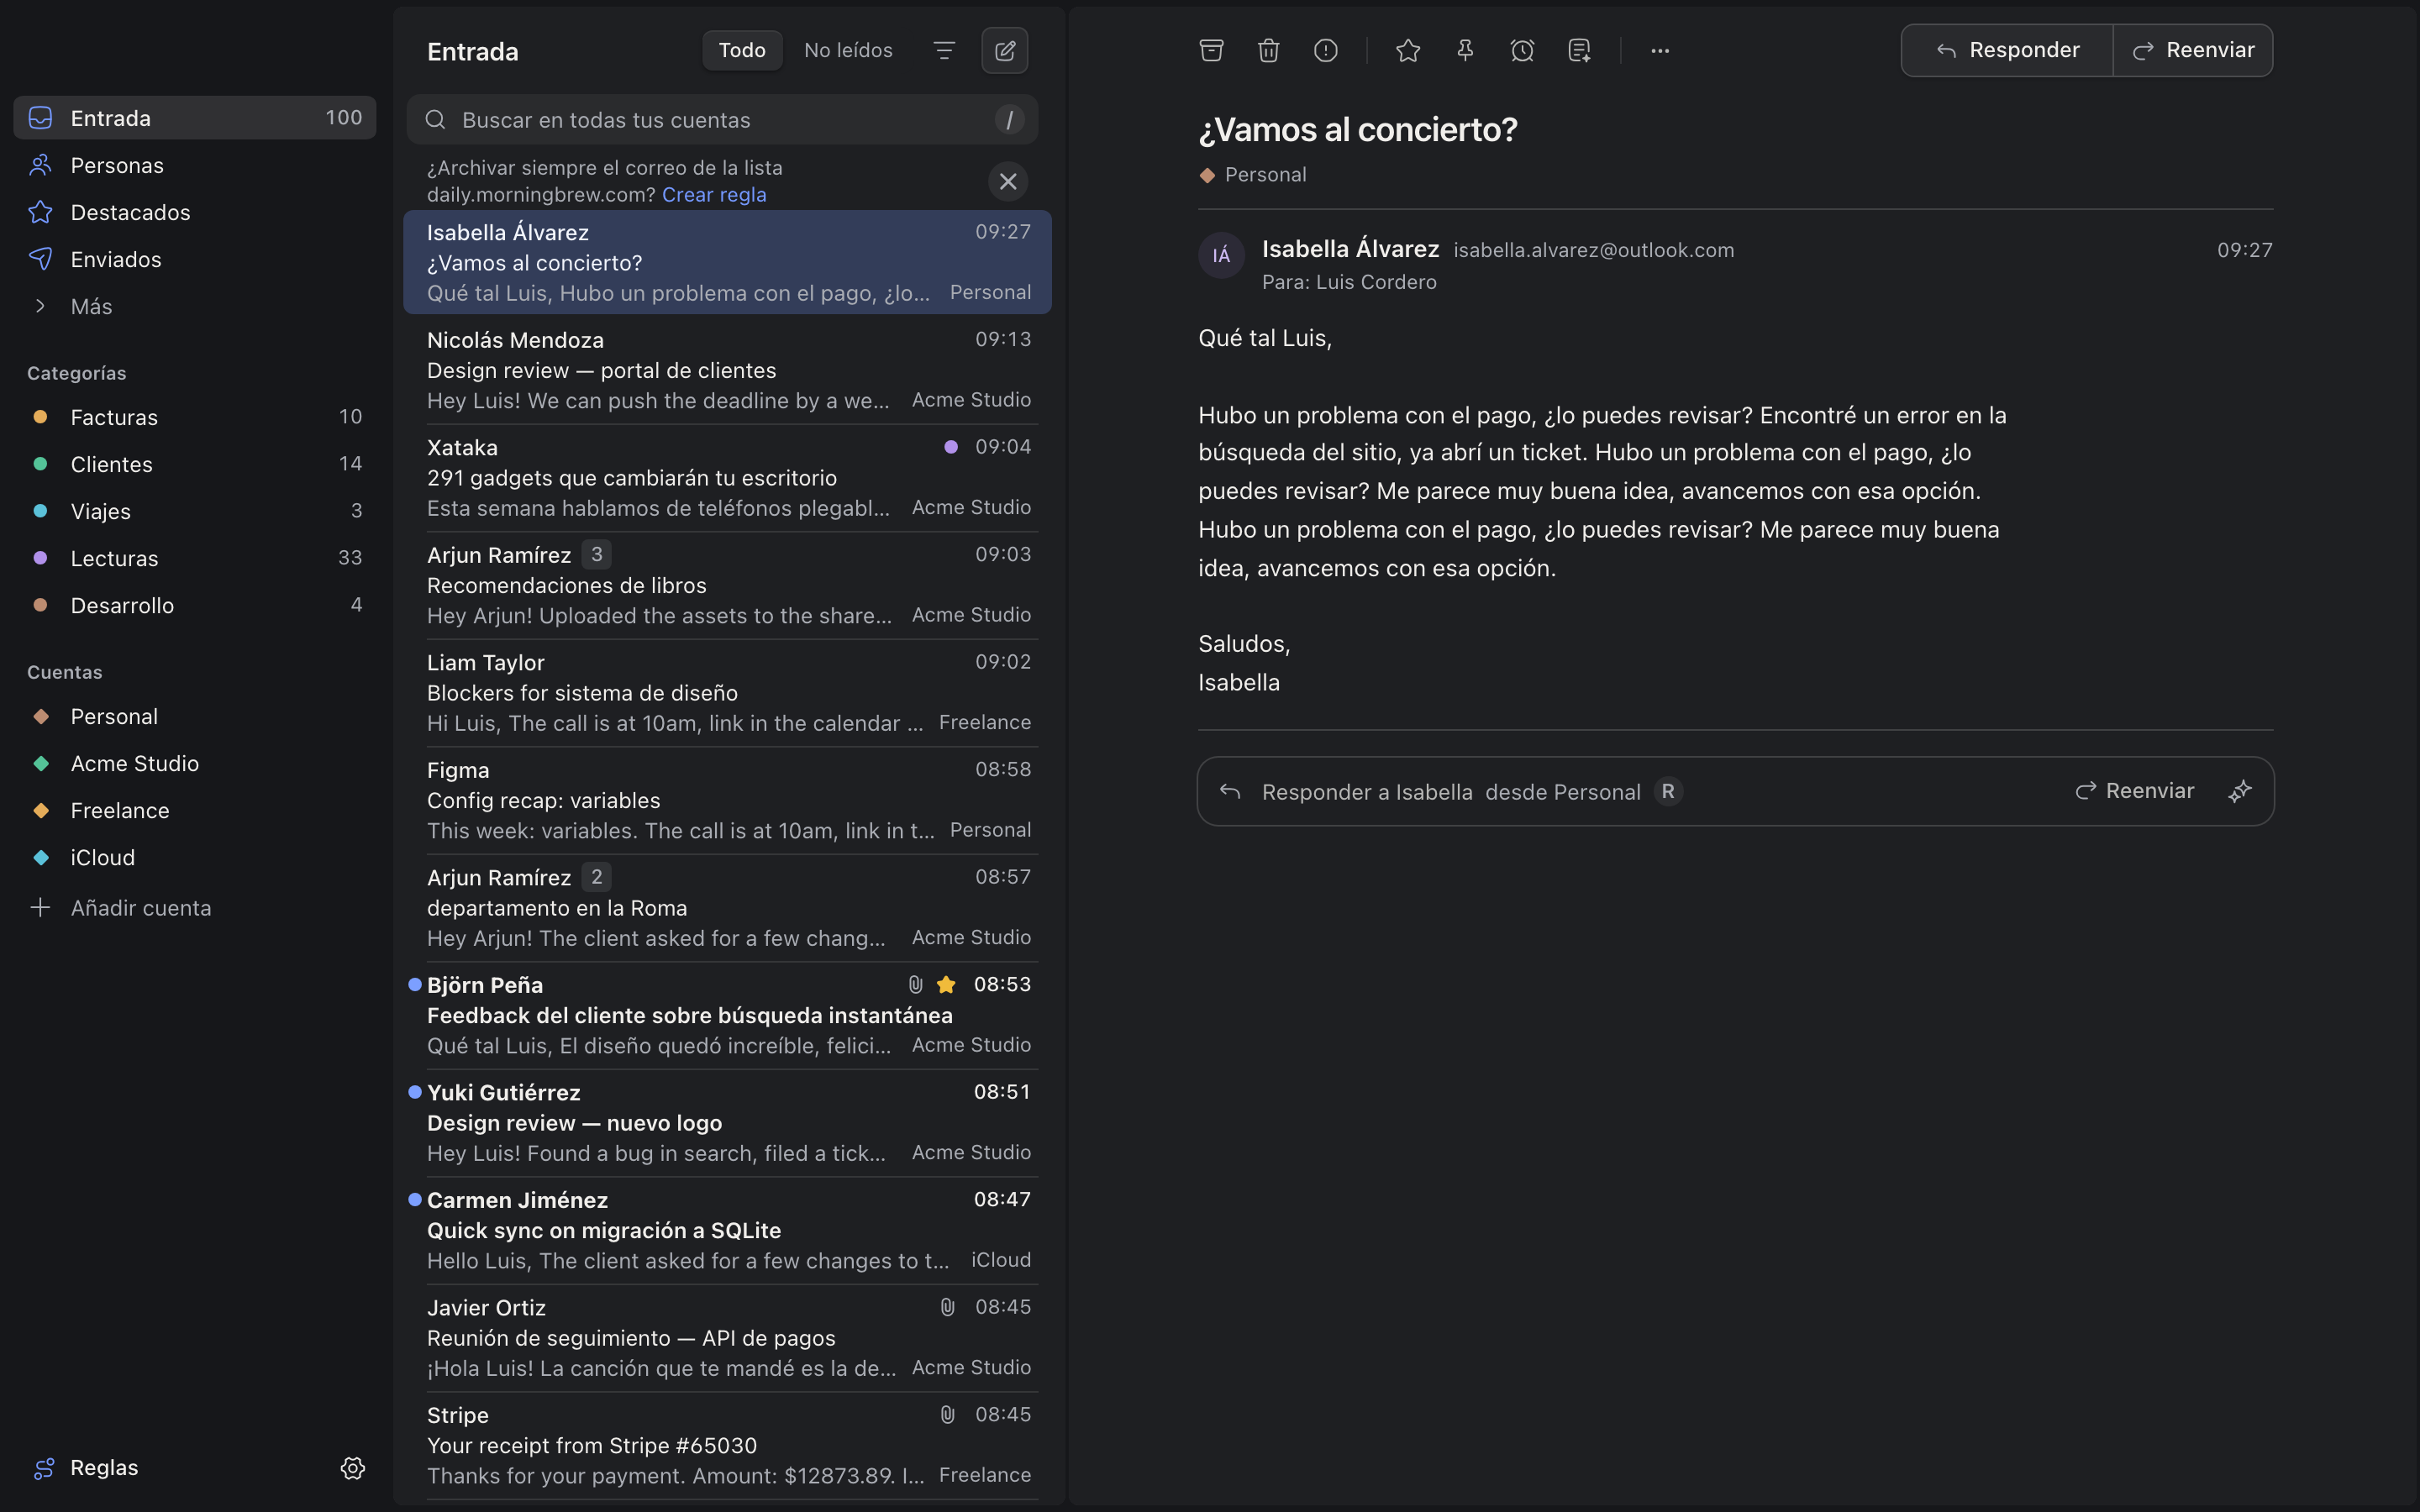 Entrada 100
Personas
Destacados
Enviados
Más
Categorías
Facturas 10
Clientes 14
Viajes 3
Lecturas 33
Desarrollo 4
Cuentas
Personal
Acme Studio
Freelance
iCloud
Añadir cuenta
Reglas
Entrada Todo No leídos
Buscar en todas tus cuentas /
¿Archivar siempre el correo de la lista
daily.morningbrew.com? Crear regla
Isabella Álvarez 09:27
¿Vamos al concierto?
Qué tal Luis, Hubo un problema con el pago, ¿lo... Personal
Nicolás Mendoza 09:13
Design review — portal de clientes
Hey Luis! We can push the deadline by a we... Acme Studio
Xataka 09:04
291 gadgets que cambiarán tu escritorio
Esta semana hablamos de teléfonos plegabl... Acme Studio
Arjun Ramírez 3 09:03
Recomendaciones de libros
Hey Arjun! Uploaded the assets to the share... Acme Studio
Liam Taylor 09:02
Blockers for sistema de diseño
Hi Luis, The call is at 10am, link in the calendar ... Freelance
Figma 08:58
Config recap: variables
This week: variables. The call is at 10am, link in t... Personal
Arjun Ramírez 2 08:57
departamento en la Roma
Hey Arjun! The client asked for a few chang... Acme Studio
Björn Peña 08:53
Feedback del cliente sobre búsqueda instantánea
Qué tal Luis, El diseño quedó increíble, felici... Acme Studio
Yuki Gutiérrez 08:51
Design review — nuevo logo
Hey Luis! Found a bug in search, filed a tick... Acme Studio
Carmen Jiménez 08:47
Quick sync on migración a SQLite
Hello Luis, The client asked for a few changes to t... iCloud
Javier Ortiz 08:45
Reunión de seguimiento — API de pagos
¡Hola Luis! La canción que te mandé es la de... Acme Studio
Stripe 08:45
Your receipt from Stripe #65030
Thanks for your payment. Amount: $12873.89. I... Freelance
Responder Reenviar
¿Vamos al concierto?
Personal
IÁ Isabella Álvarez isabella.alvarez@outlook.com 09:27
Para: Luis Cordero
Qué tal Luis,
Hubo un problema con el pago, ¿lo puedes revisar? Encontré un error en la
búsqueda del sitio, ya abrí un ticket. Hubo un problema con el pago, ¿lo
puedes revisar? Me parece muy buena idea, avancemos con esa opción.
Hubo un problema con el pago, ¿lo puedes revisar? Me parece muy buena
idea, avancemos con esa opción.
Saludos,
Isabella
Responder a Isabella desde Personal R Reenviar